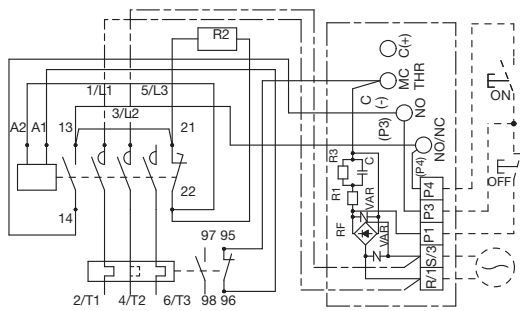 R2
1/L1
5/L3
3/L2
A2
A1
13
21
22
14
97 95
98 96
2/T1
4/T2
6/T3
C(+)
MC
THR
C
(-)
NO
(P3)
NO/NC
(P4)
R3
C
R1
VAR
RF
VAR
P4
P3
P1
S/3
R/1
ON
OFF